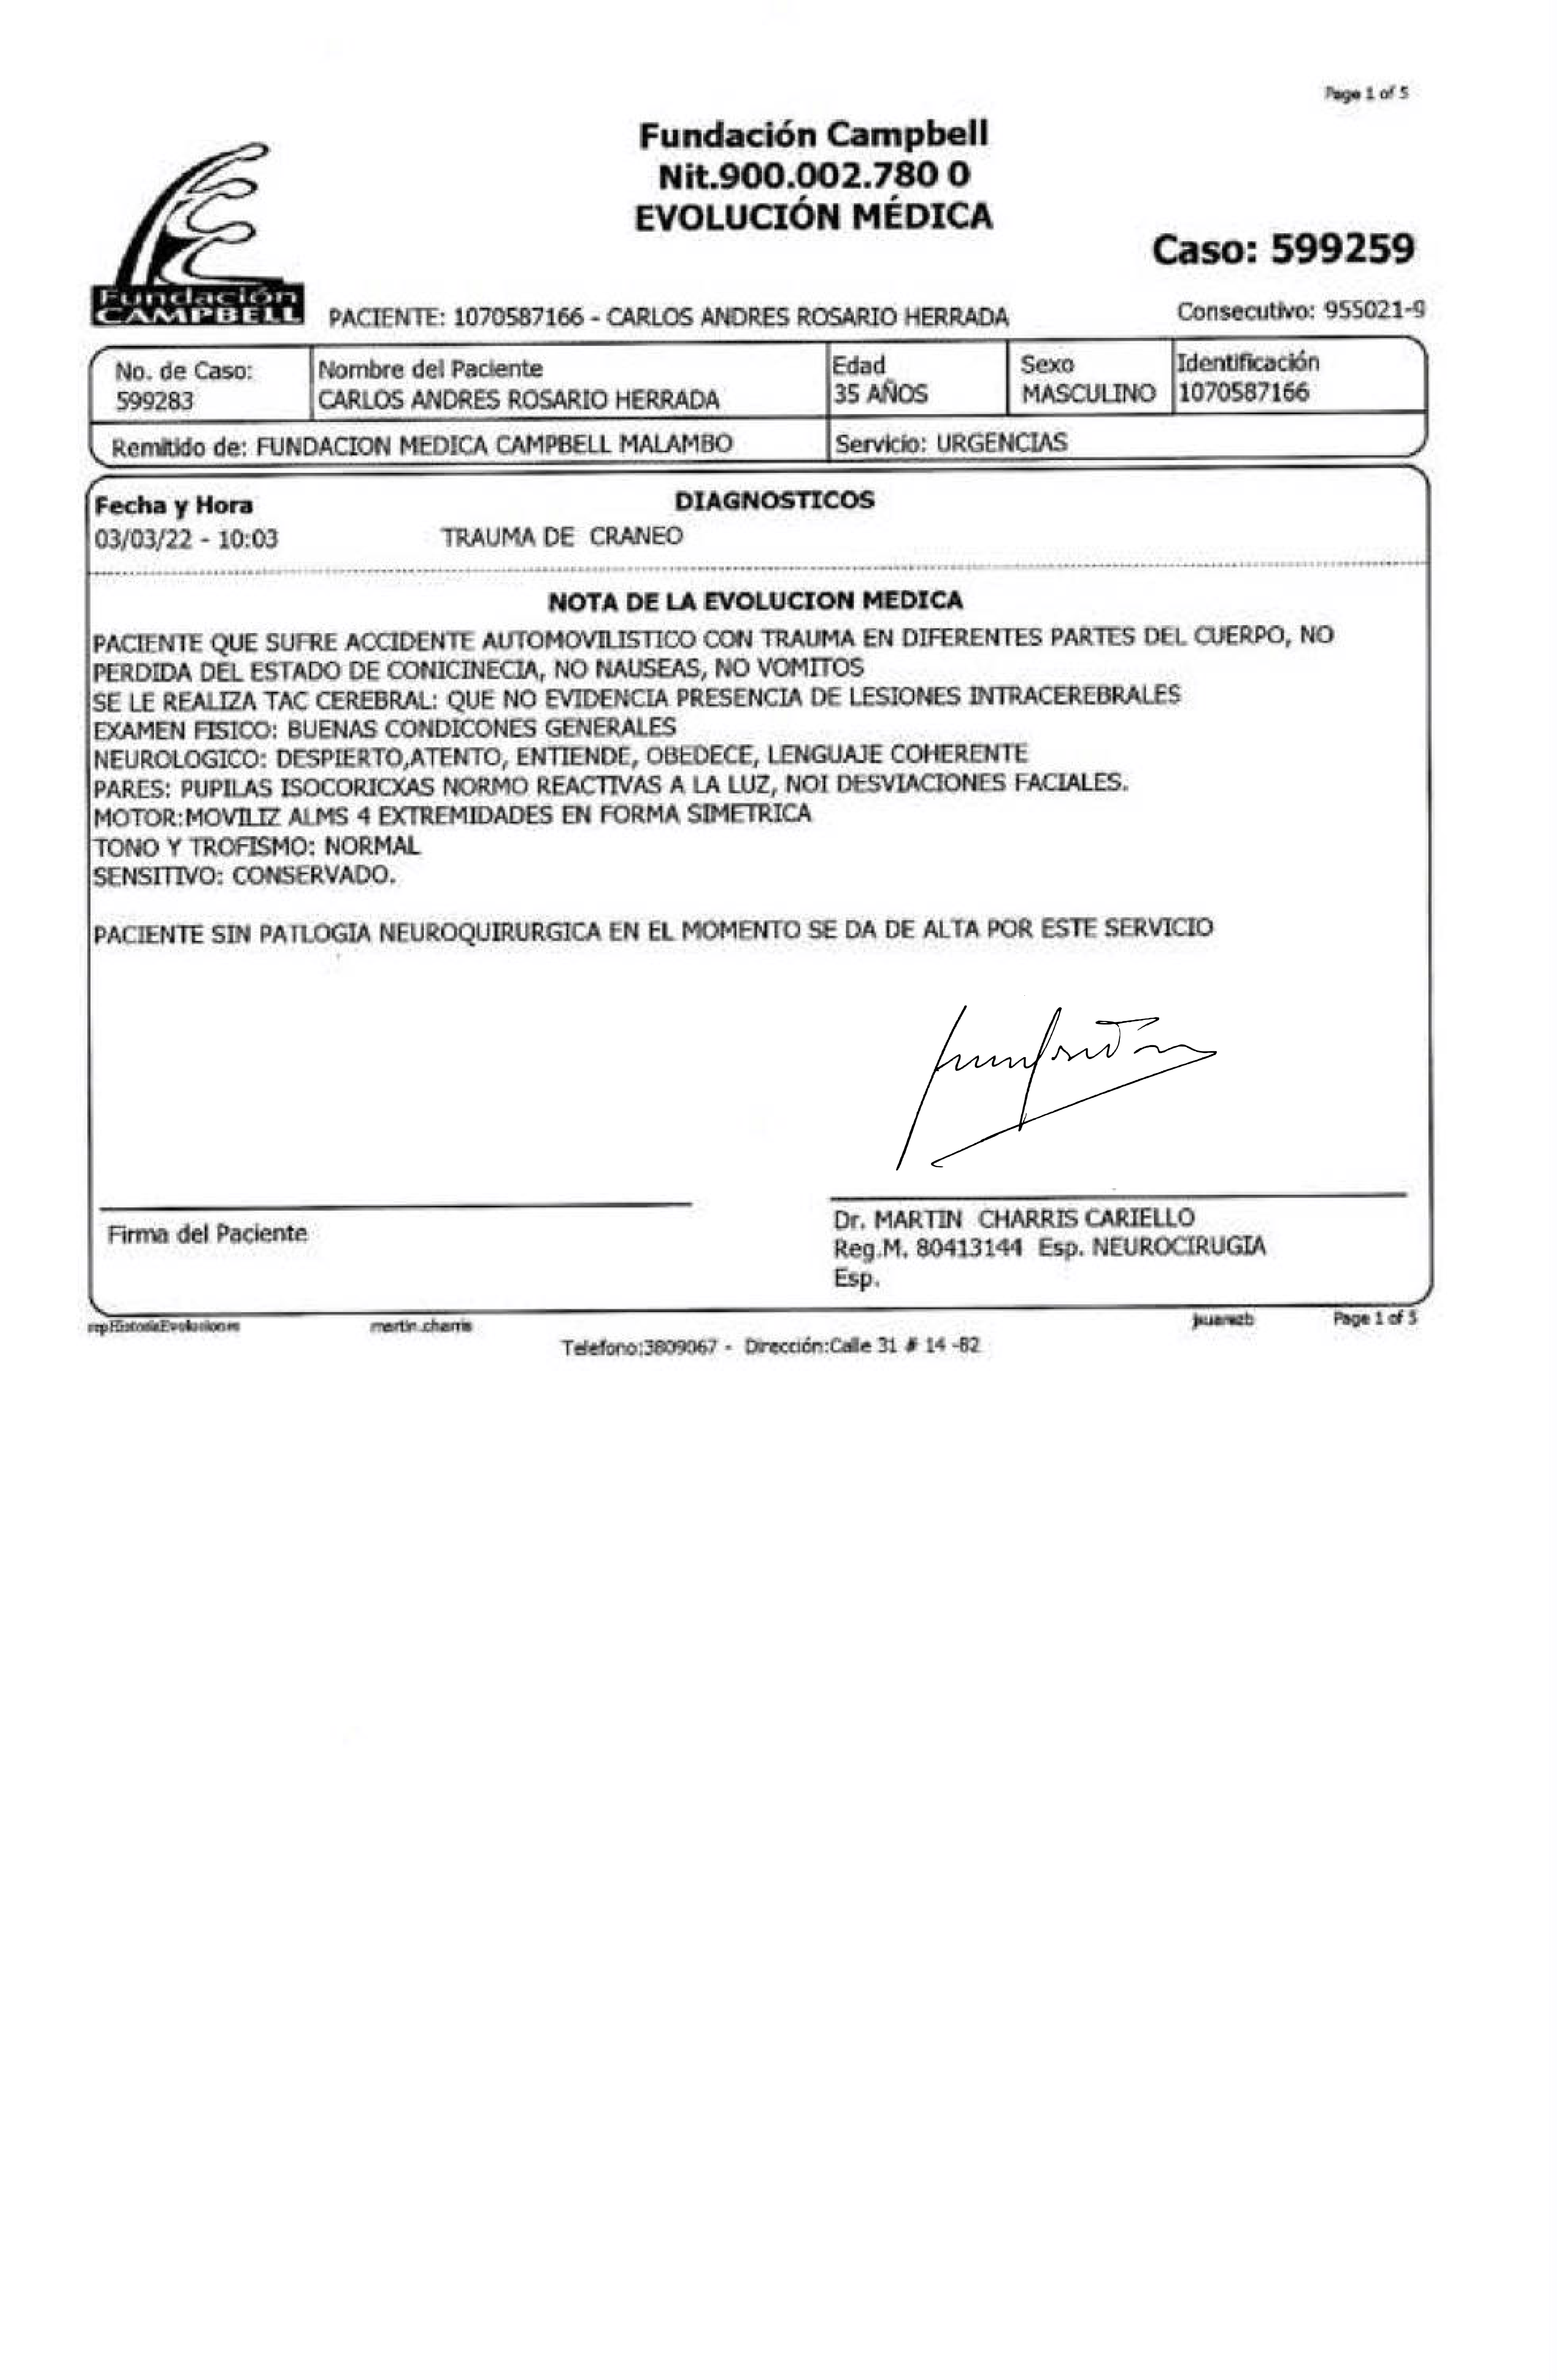 Page 1 of 5
Fundación Campbell
Nit.900.002.780 0
EVOLUCIÓN MÉDICA
Caso: 599259
Fundación
CAMPBELL
PACIENTE: 1070587166 - CARLOS ANDRES ROSARIO HERRADA
Consecutivo: 955021-9
No. de Caso: Nombre del Paciente Edad Sexo Identificación
599283 CARLOS ANDRES ROSARIO HERRADA 35 AÑOS MASCULINO 1070587166
Remitido de: FUNDACION MEDICA CAMPBELL MALAMBO Servicio: URGENCIAS
Fecha y Hora DIAGNOSTICOS
03/03/22 - 10:03 TRAUMA DE CRANEO
NOTA DE LA EVOLUCION MEDICA
PACIENTE QUE SUFRE ACCIDENTE AUTOMOVILISTICO CON TRAUMA EN DIFERENTES PARTES DEL CUERPO, NO
PERDIDA DEL ESTADO DE CONICINECIA, NO NAUSEAS, NO VOMITOS
SE LE REALIZA TAC CEREBRAL: QUE NO EVIDENCIA PRESENCIA DE LESIONES INTRACEREBRALES
EXAMEN FISICO: BUENAS CONDICONES GENERALES
NEUROLOGICO: DESPIERTO,ATENTO, ENTIENDE, OBEDECE, LENGUAJE COHERENTE
PARES: PUPILAS ISOCORICXAS NORMO REACTIVAS A LA LUZ, NOI DESVIACIONES FACIALES.
MOTOR:MOVILIZ ALMS 4 EXTREMIDADES EN FORMA SIMETRICA
TONO Y TROFISMO: NORMAL
SENSITIVO: CONSERVADO.
PACIENTE SIN PATLOGIA NEUROQUIRURGICA EN EL MOMENTO SE DA DE ALTA POR ESTE SERVICIO
Firma del Paciente
Dr. MARTIN CHARRIS CARIELLO
Reg.M. 80413144 Esp. NEUROCIRUGIA
Esp.
repHistoriaEvoluciones martin.charris jsuarezb Page 1 of 5
Telefono:3809067 - Dirección:Calle 31 # 14 -82